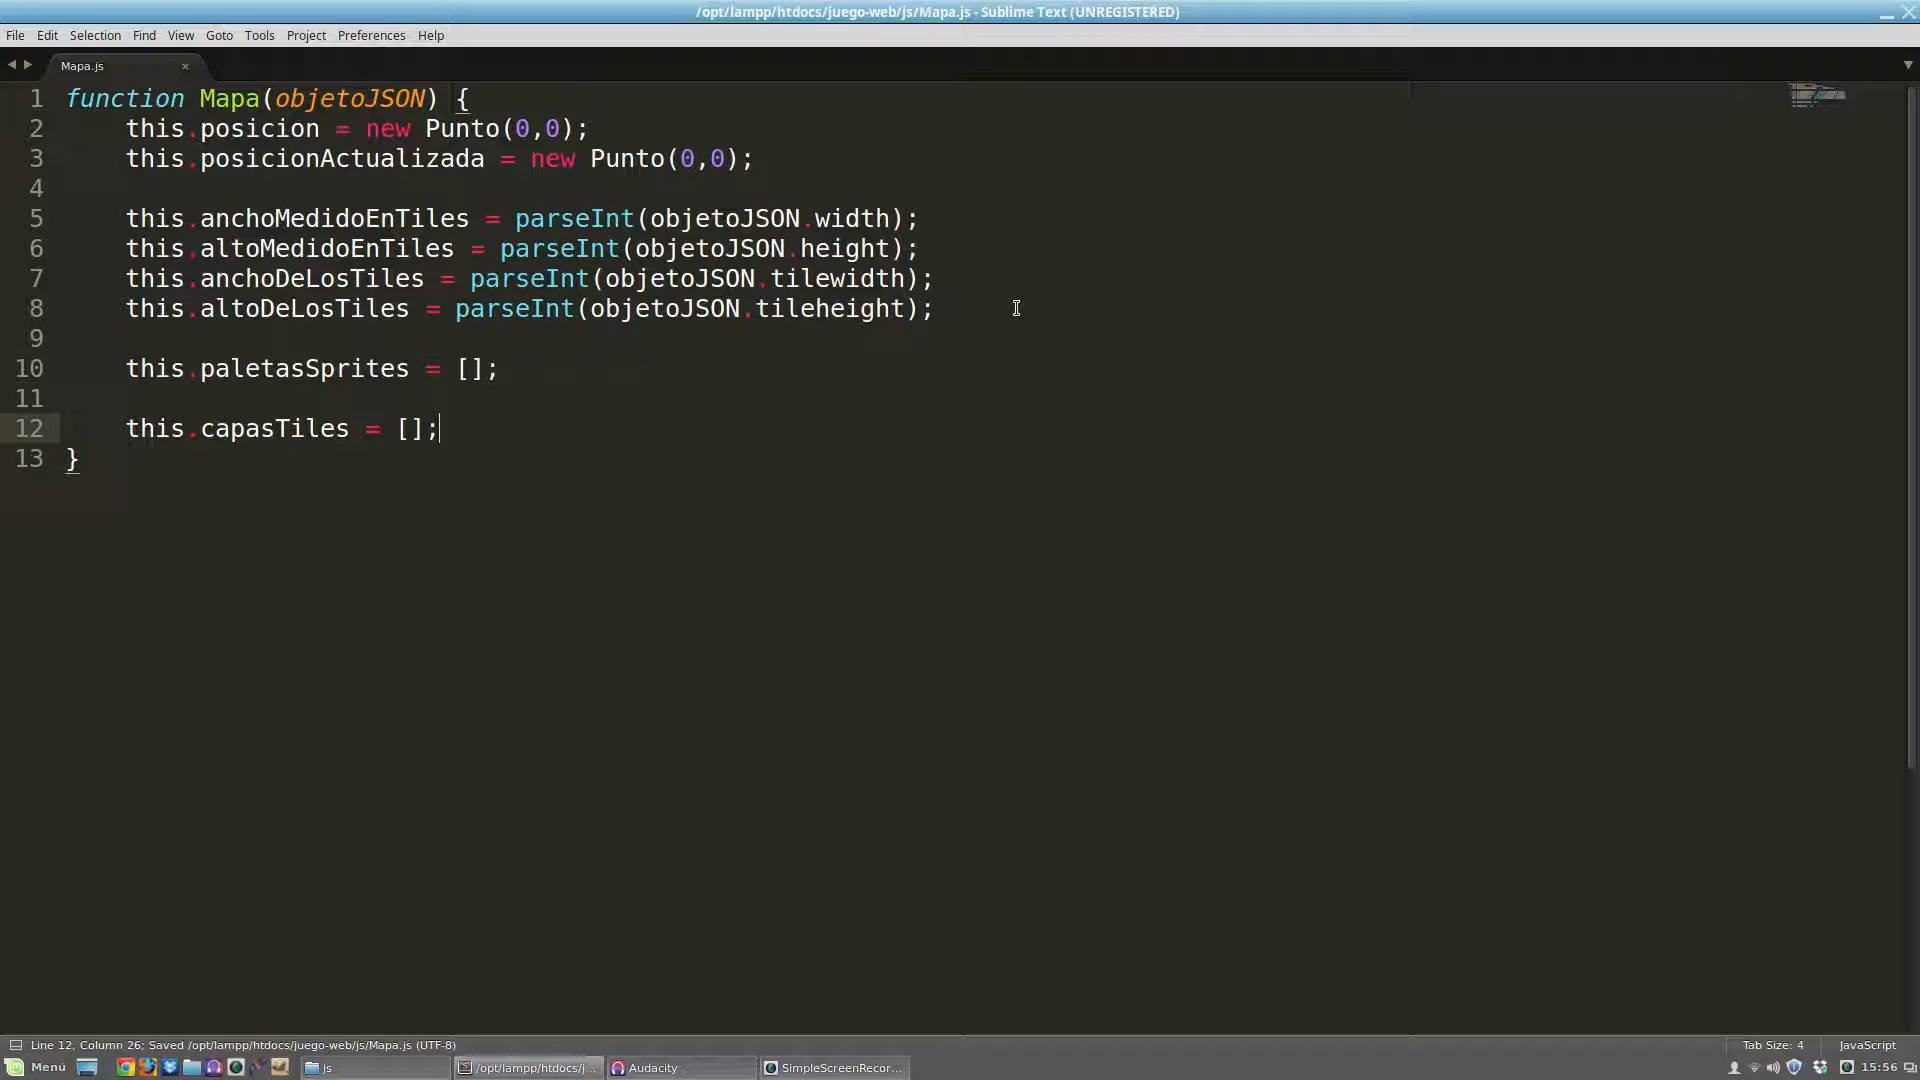 /opt/lampp/htdocs/juego-web/js/Mapa.js - Sublime Text (UNREGISTERED)
File Edit Selection Find View Goto Tools Project Preferences Help
Mapa.js
1 function Mapa(objetoJSON) {
2 this.posicion = new Punto(0,0);
3 this.posicionActualizada = new Punto(0,0);
4
5 this.anchoMedidoEnTiles = parseInt(objetoJSON.width);
6 this.altoMedidoEnTiles = parseInt(objetoJSON.height);
7 this.anchoDeLosTiles = parseInt(objetoJSON.tilewidth);
8 this.altoDeLosTiles = parseInt(objetoJSON.tileheight);
9
10 this.paletasSprites = [];
11
12 this.capasTiles = [];
13 }
Line 12, Column 26; Saved /opt/lampp/htdocs/juego-web/js/Mapa.js (UTF-8) Tab Size: 4 JavaScript
Menú js /opt/lampp/htdocs/j... Audacity SimpleScreenRecor... 15:56